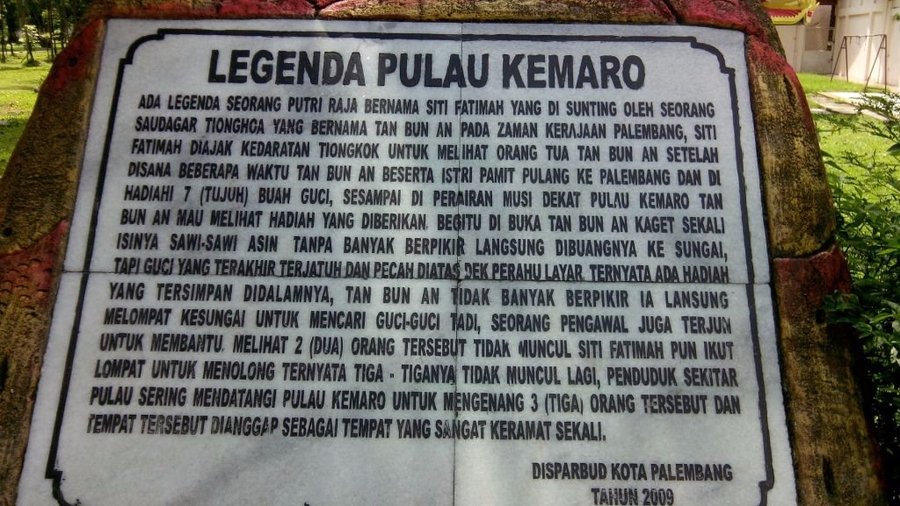 LEGENDA PULAU KEMARO
ADA LEGENDA SEORANG PUTRI RAJA BERNAMA SITI FATIMAH YANG DI SUNTING OLEH SEORANG
SAUDAGAR TIONGHOA YANG BERNAMA TAN BUN AN PADA ZAMAN KERAJAAN PALEMBANG, SITI
FATIMAH DIAJAK KEDARATAN TIONGKOK UNTUK MELIHAT ORANG TUA TAN BUN AN SETELAH
DISANA BEBERAPA WAKTU TAN BUN AN BESERTA ISTRI PAMIT PULANG KE PALEMBANG DAN DI
HADIAHI 7 (TUJUH) BUAH GUCI, SESAMPAI DI PERAIRAN MUSI DEKAT PULAU KEMARO TAN
BUN AN MAU MELIHAT HADIAH YANG DIBERIKAN. BEGITU DI BUKA TAN BUN AN KAGET SEKALI
ISINYA SAWI-SAWI ASIN TANPA BANYAK BERPIKIR LANGSUNG DIBUANGNYA KE SUNGAI,
TAPI GUCI YANG TERAKHIR TERJATUH DAN PECAH DIATAS DEK PERAHU LAYAR. TERNYATA ADA HADIAH
YANG TERSIMPAN DIDALAMNYA, TAN BUN AN TIDAK BANYAK BERPIKIR IA LANSUNG
MELOMPAT KESUNGAI UNTUK MENCARI GUCI-GUCI TADI, SEORANG PENGAWAL JUGA TERJUN
UNTUK MEMBANTU. MELIHAT 2 (DUA) ORANG TERSEBUT TIDAK MUNCUL SITI FATIMAH PUN IKUT
LOMPAT UNTUK MENOLONG TERNYATA TIGA - TIGANYA TIDAK MUNCUL LAGI, PENDUDUK SEKITAR
PULAU SERING MENDATANGI PULAU KEMARO UNTUK MENGENANG 3 (TIGA) ORANG TERSEBUT DAN
TEMPAT TERSEBUT DIANGGAP SEBAGAI TEMPAT YANG SANGAT KERAMAT SEKALI.
DISPARBUD KOTA PALEMBANG
TAHUN 2009